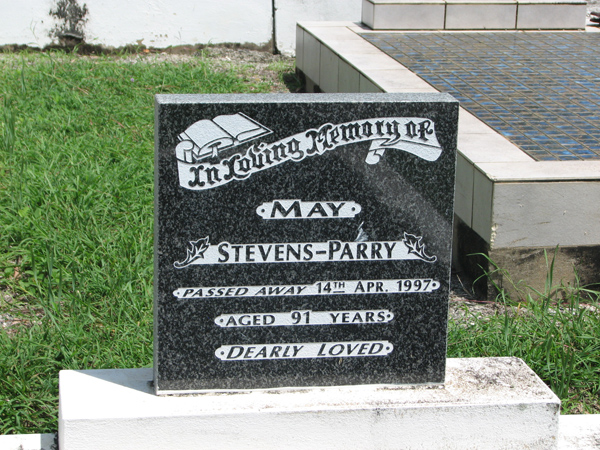 In Loving Memory of
MAY
STEVENS-PARRY
PASSED AWAY 14TH APR. 1997
AGED 91 YEARS
DEARLY LOVED